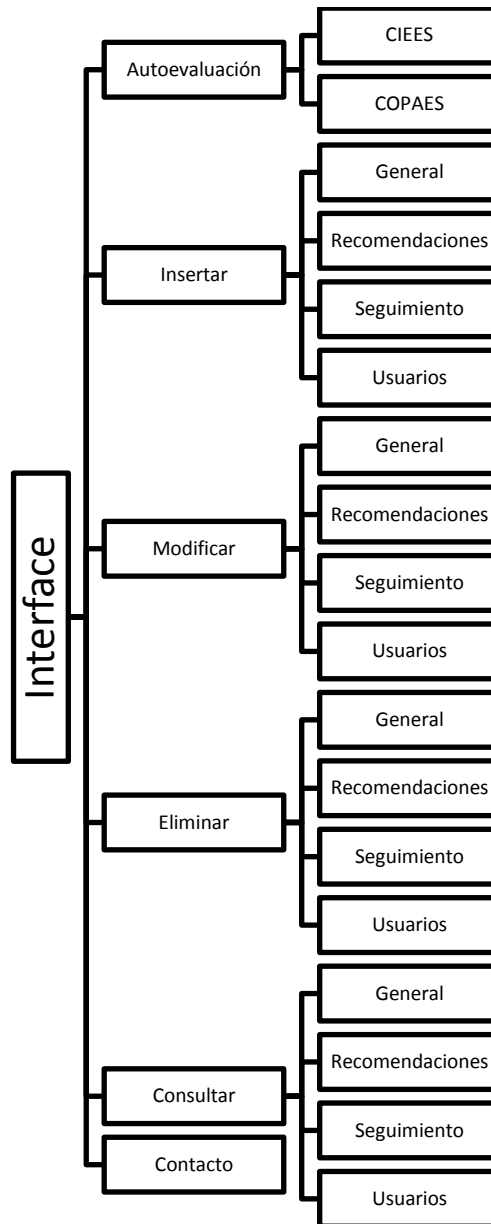 Interface
Autoevaluación
CIEES
COPAES
Insertar
General
Recomendaciones
Seguimiento
Usuarios
Modificar
General
Recomendaciones
Seguimiento
Usuarios
Eliminar
General
Recomendaciones
Seguimiento
Usuarios
Consultar
General
Recomendaciones
Seguimiento
Usuarios
Contacto